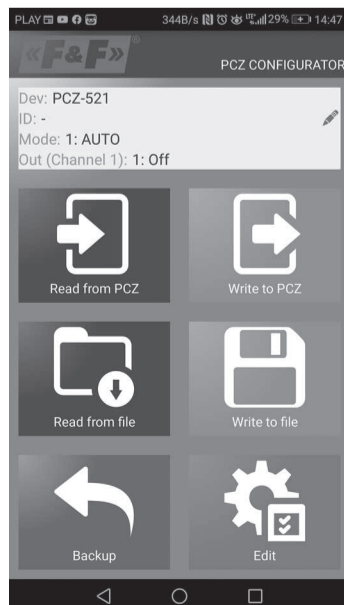 PLAY 344B/s 29% 14:47
«F&F»®
PCZ CONFIGURATOR
Dev: PCZ-521
ID: -
Mode: 1: AUTO
Out (Channel 1): 1: Off
Read from PCZ
Write to PCZ
Read from file
Write to file
Backup
Edit